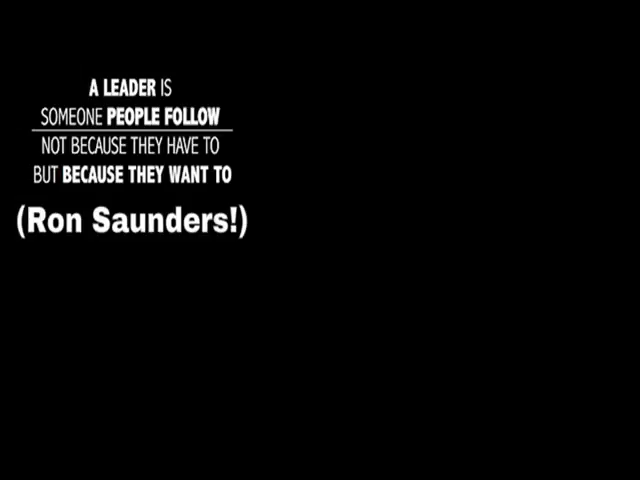 A LEADER IS
SOMEONE PEOPLE FOLLOW
NOT BECAUSE THEY HAVE TO
BUT BECAUSE THEY WANT TO
(Ron Saunders!)